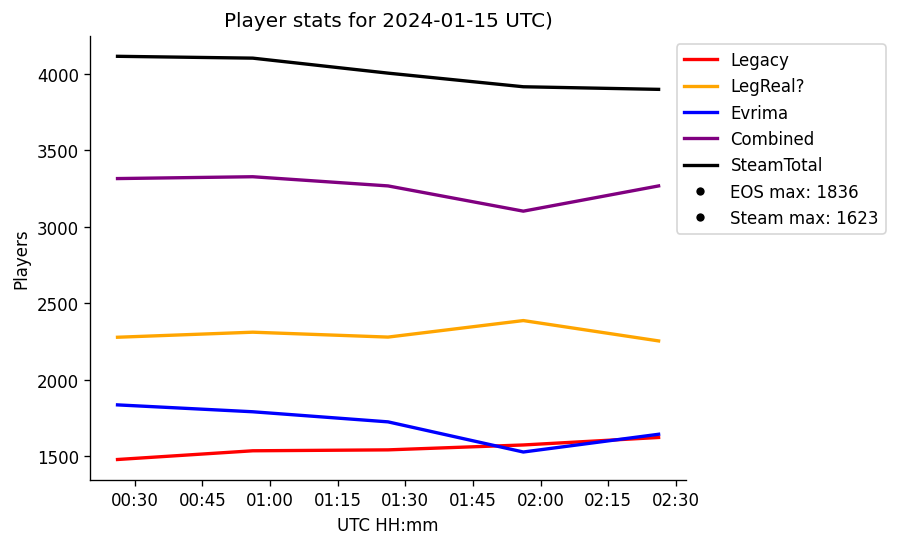 Player stats for 2024-01-15 UTC)
4000
3500
3000
2500
2000
1500
Players
00:30 00:45 01:00 01:15 01:30 01:45 02:00 02:15 02:30
UTC HH:mm
Legacy
LegReal?
Evrima
Combined
SteamTotal
EOS max: 1836
Steam max: 1623